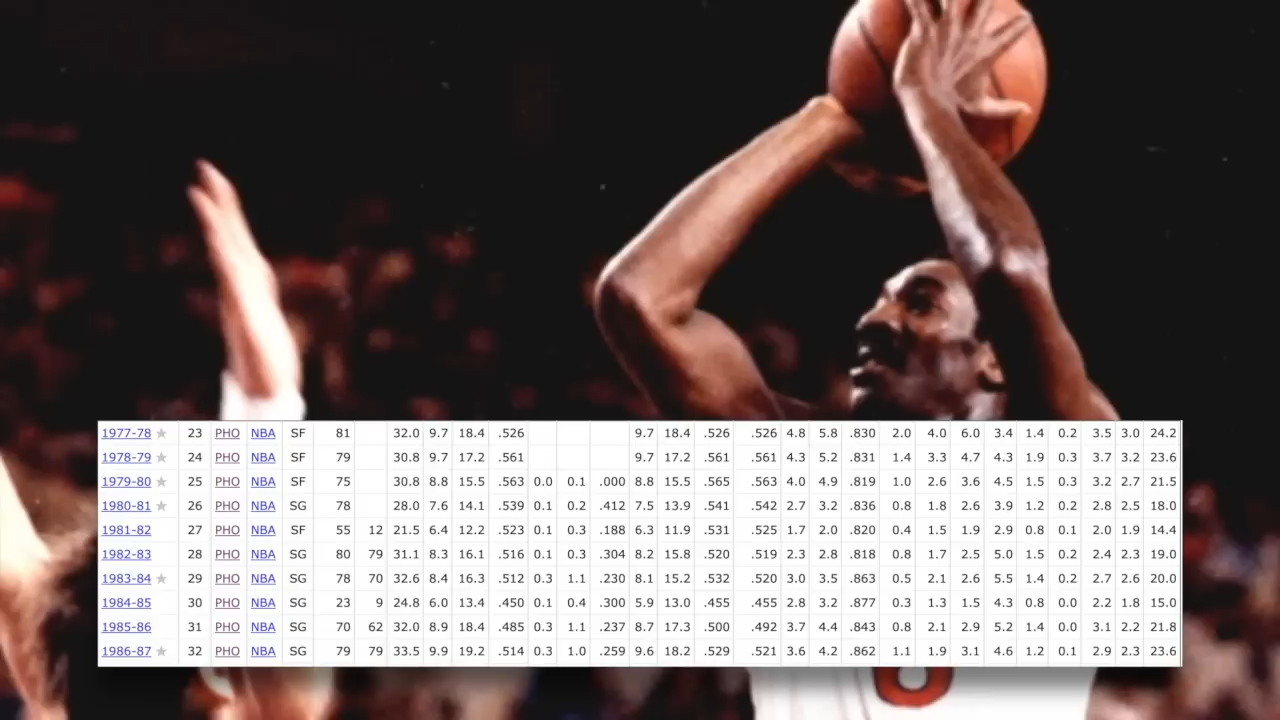 1977-78 ★ 23 PHO NBA SF 81 32.0 9.7 18.4 .526 9.7 18.4 .526 .526 4.8 5.8 .830 2.0 4.0 6.0 3.4 1.4 0.2 3.5 3.0 24.2
1978-79 ★ 24 PHO NBA SF 79 30.8 9.7 17.2 .561 9.7 17.2 .561 .561 4.3 5.2 .831 1.4 3.3 4.7 4.3 1.9 0.3 3.7 3.2 23.6
1979-80 ★ 25 PHO NBA SF 75 30.8 8.8 15.5 .563 0.0 0.1 .000 8.8 15.5 .565 .563 4.0 4.9 .819 1.0 2.6 3.6 4.5 1.5 0.3 3.2 2.7 21.5
1980-81 ★ 26 PHO NBA SG 78 28.0 7.6 14.1 .539 0.1 0.2 .412 7.5 13.9 .541 .542 2.7 3.2 .836 0.8 1.8 2.6 3.9 1.2 0.2 2.8 2.5 18.0
1981-82 27 PHO NBA SF 55 12 21.5 6.4 12.2 .523 0.1 0.3 .188 6.3 11.9 .531 .525 1.7 2.0 .820 0.4 1.5 1.9 2.9 0.8 0.1 2.0 1.9 14.4
1982-83 28 PHO NBA SG 80 79 31.1 8.3 16.1 .516 0.1 0.3 .304 8.2 15.8 .520 .519 2.3 2.8 .818 0.8 1.7 2.5 5.0 1.5 0.2 2.4 2.3 19.0
1983-84 ★ 29 PHO NBA SG 78 70 32.6 8.4 16.3 .512 0.3 1.1 .230 8.1 15.2 .532 .520 3.0 3.5 .863 0.5 2.1 2.6 5.5 1.4 0.2 2.7 2.6 20.0
1984-85 30 PHO NBA SG 23 9 24.8 6.0 13.4 .450 0.1 0.4 .300 5.9 13.0 .455 .455 2.8 3.2 .877 0.3 1.3 1.5 4.3 0.8 0.0 2.2 1.8 15.0
1985-86 31 PHO NBA SG 70 62 32.0 8.9 18.4 .485 0.3 1.1 .237 8.7 17.3 .500 .492 3.7 4.4 .843 0.8 2.1 2.9 5.2 1.4 0.0 3.1 2.2 21.8
1986-87 ★ 32 PHO NBA SG 79 79 33.5 9.9 19.2 .514 0.3 1.0 .259 9.6 18.2 .529 .521 3.6 4.2 .862 1.1 1.9 3.1 4.6 1.2 0.1 2.9 2.3 23.6